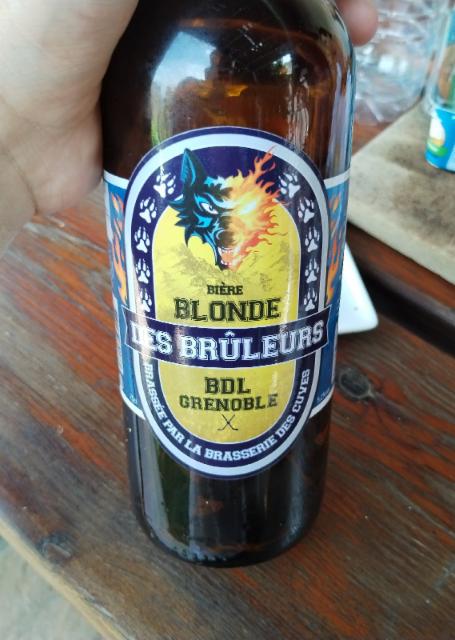 BIÈRE
BLONDE
DES BRÛLEURS
BDL
GRENOBLE
BRASSÉE PAR LA BRASSERIE DES CUVES